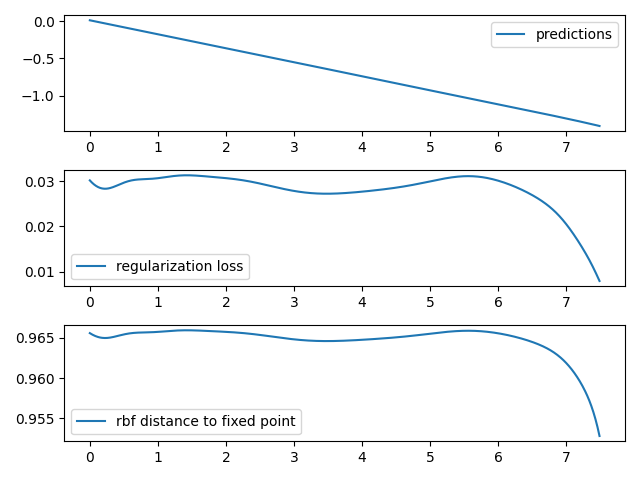 0.0
−0.5
−1.0
predictions
0 1 2 3 4 5 6 7
0.03
0.02
0.01
regularization loss
0 1 2 3 4 5 6 7
0.965
0.960
0.955
rbf distance to fixed point
0 1 2 3 4 5 6 7